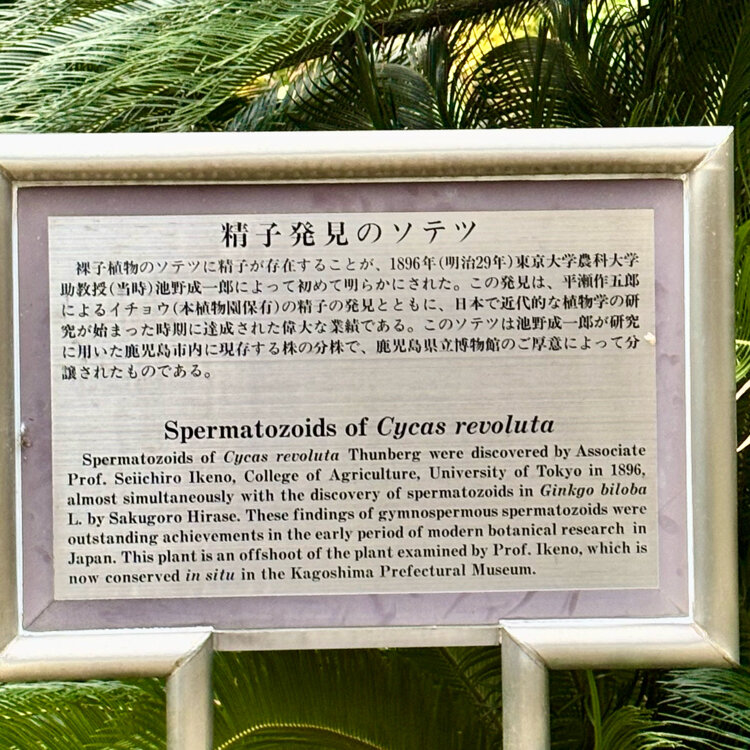 精子発見のソテツ
裸子植物のソテツに精子が存在することが、1896年(明治29年)東京大学農科大学
助教授(当時)池野成一郎によって初めて明らかにされた。この発見は、平瀬作五郎
によるイチョウ(本植物園保有)の精子の発見とともに、日本で近代的な植物学の研
究が始まった時期に達成された偉大な業績である。このソテツは池野成一郎が研究
に用いた鹿児島市内に現存する株の分株で、鹿児島県立博物館のご厚意によって分
譲されたものである。
Spermatozoids of Cycas revoluta
Spermatozoids of Cycas revoluta Thunberg were discovered by Associate
Prof. Seiichiro Ikeno, College of Agriculture, University of Tokyo in 1896,
almost simultaneously with the discovery of spermatozoids in Ginkgo biloba
L. by Sakugoro Hirase. These findings of gymnospermous spermatozoids were
outstanding achievements in the early period of modern botanical research in
Japan. This plant is an offshoot of the plant examined by Prof. Ikeno, which is
now conserved in situ in the Kagoshima Prefectural Museum.